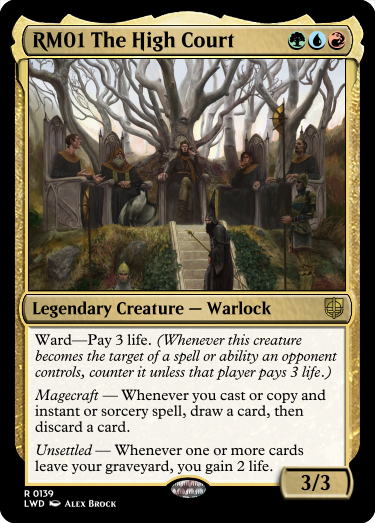 RM01 The High Court
Legendary Creature — Warlock
Ward—Pay 3 life. (Whenever this creature
becomes the target of a spell or ability an opponent
controls, counter it unless that player pays 3 life.)
Magecraft — Whenever you cast or copy and
instant or sorcery spell, draw a card, then
discard a card.
Unsettled — Whenever one or more cards
leave your graveyard, you gain 2 life.
3/3
R 0139
LWD Alex Brock